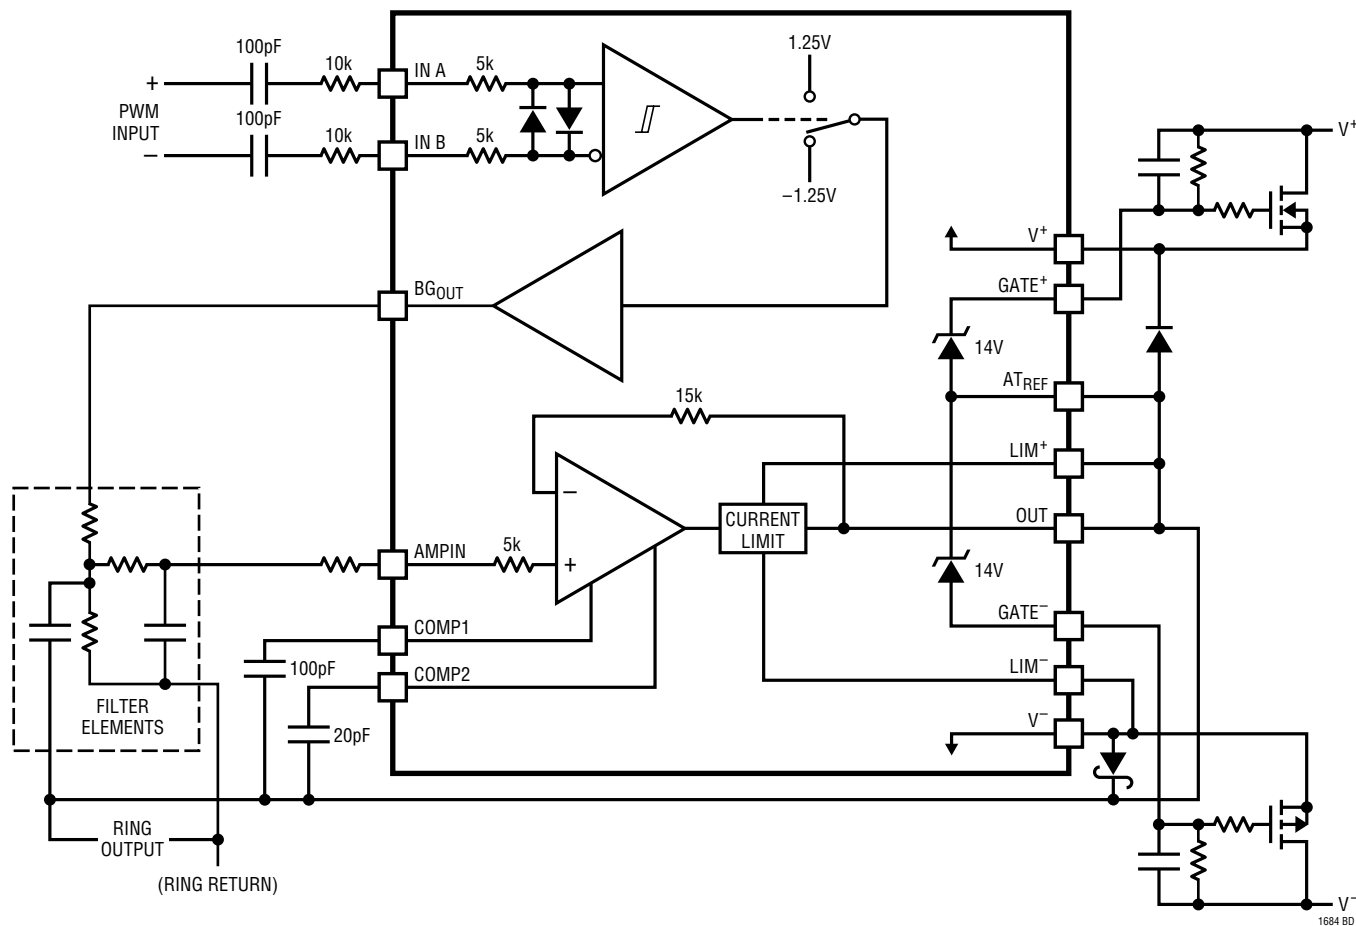 100pF
10k
IN A
5k
1.25V
+
PWM
INPUT
100pF
10k
IN B
5k
–
–1.25V
V+
V+
GATE+
BGOUT
14V
ATREF
15k
LIM+
–
CURRENT
LIMIT
OUT
AMPIN
5k
+
14V
GATE–
COMP1
100pF
LIM–
COMP2
FILTER
ELEMENTS
20pF
V–
RING
OUTPUT
(RING RETURN)
V–
1684 BD